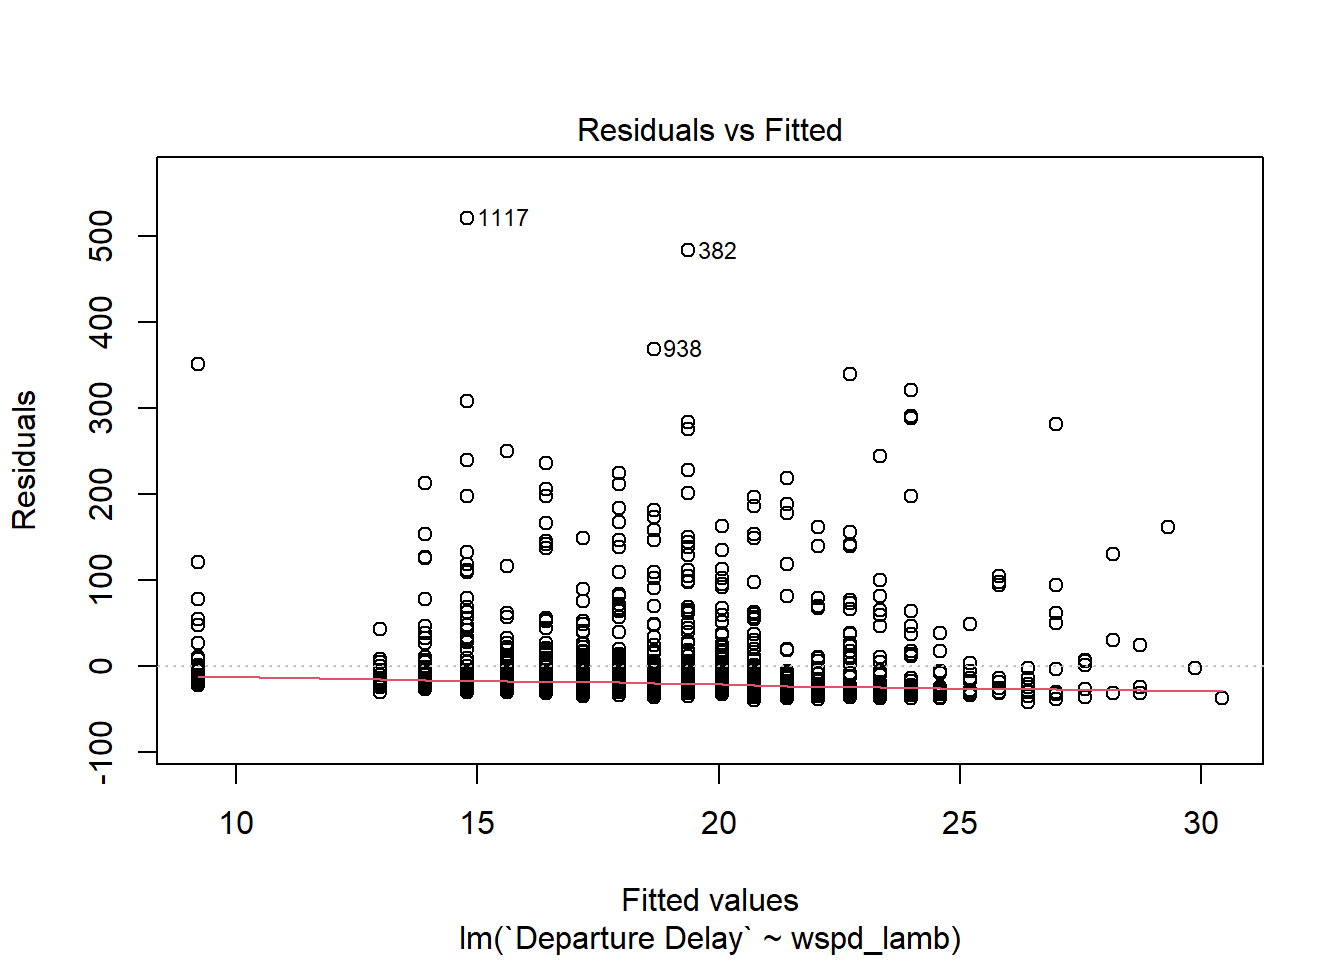 Residuals vs Fitted
Residuals
500
400
300
200
100
0
-100
1117
382
938
10 15 20 25 30
Fitted values
lm(`Departure Delay` ~ wspd_lamb)